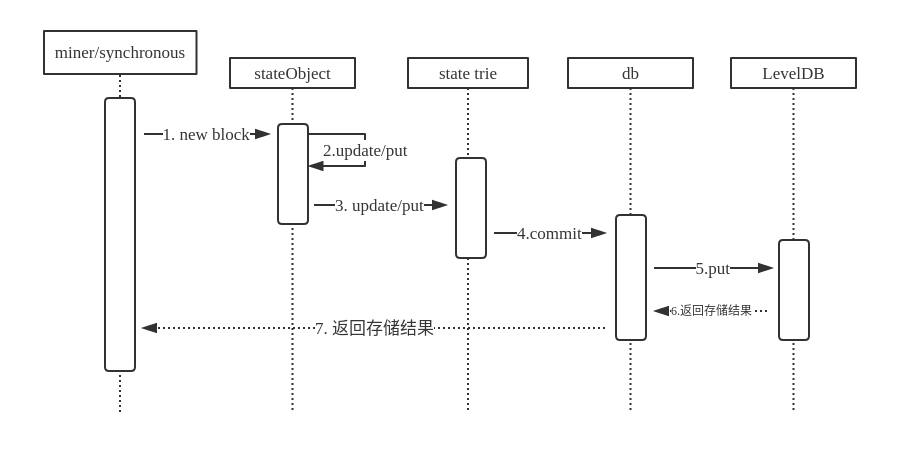 miner/synchronous
stateObject
state trie
db
LevelDB
1. new block
2.update/put
3. update/put
4.commit
5.put
6.返回存储结果
7. 返回存储结果